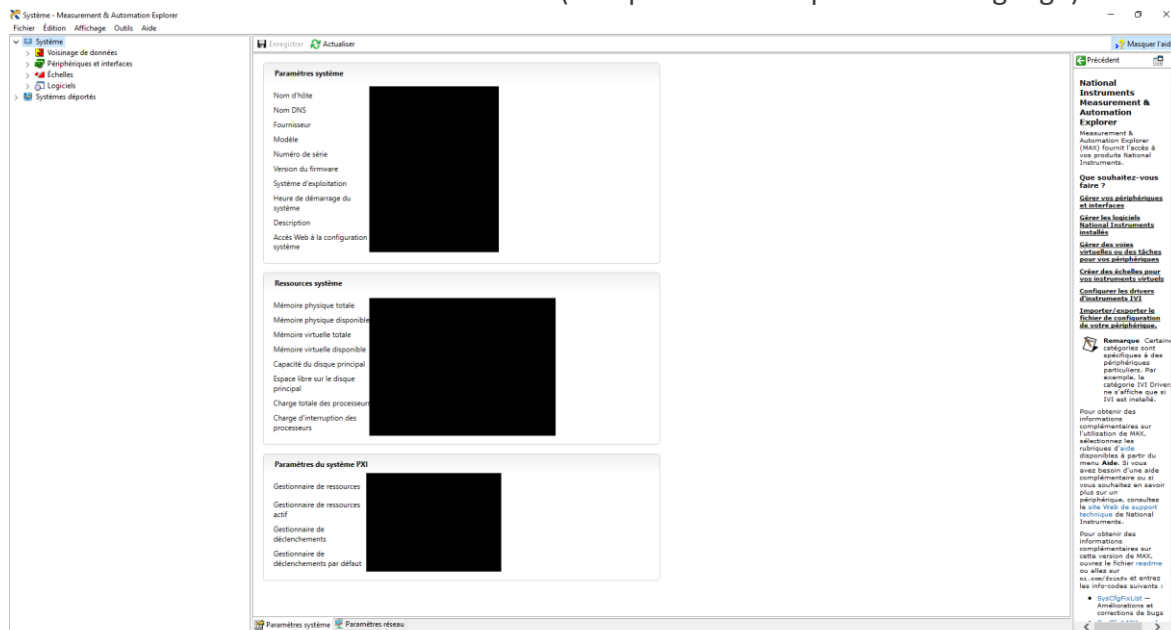 Système - Measurement & Automation Explorer
Fichier Édition Affichage Outils Aide
Système
Voisinage de données
Périphériques et interfaces
Échelles
Logiciels
Systèmes déportés
Enregistrer Actualiser
Masquer l'aid
Paramètres système
Nom d'hôte
Nom DNS
Fournisseur
Modèle
Numéro de série
Version du firmware
Système d'exploitation
Heure de démarrage du
système
Description
Accès Web à la configuration
système
Ressources système
Mémoire physique totale
Mémoire physique disponible
Mémoire virtuelle totale
Mémoire virtuelle disponible
Capacité du disque principal
Espace libre sur le disque
principal
Charge totale des processeurs
Charge d'interruption des
processeurs
Paramètres du système PXI
Gestionnaire de ressources
Gestionnaire de ressources
actif
Gestionnaire de
déclenchements
Gestionnaire de
déclenchements par défaut
Paramètres système Paramètres réseau
Précédent
National
Instruments
Measurement &
Automation
Explorer
Measurement &
Automation Explorer
(MAX) fournit l'accès à
vos produits National
Instruments.
Que souhaitez-vous
faire ?
Gérer vos périphériques
et interfaces
Gérer les logiciels
National Instruments
installés
Gérer des voies
virtuelles ou des tâches
pour vos périphériques
Créer des échelles pour
vos instruments virtuels
Configurer les drivers
d'instruments IVI
Importer/exporter le
fichier de configuration
de votre périphérique.
Remarque Certaine
catégories sont
spécifiques à des
périphériques
particuliers. Par
exemple, la
catégorie IVI Driver
ne s'affiche que si
IVI est installé.
Pour obtenir des
informations
complémentaires sur
l'utilisation de MAX,
sélectionnez les
rubriques d'aide
disponibles à partir du
menu Aide. Si vous
avez besoin d'une aide
complémentaire ou si
vous souhaitez en savoir
plus sur un
périphérique, consultez
le site Web de support
technique de National
Instruments.
Pour obtenir des
informations
complémentaires sur
cette version de MAX,
ouvrez le fichier readme
ou allez sur
et entrez
les info-codes suivants :
SysCfgFixList —
Améliorations et
corrections de bugs